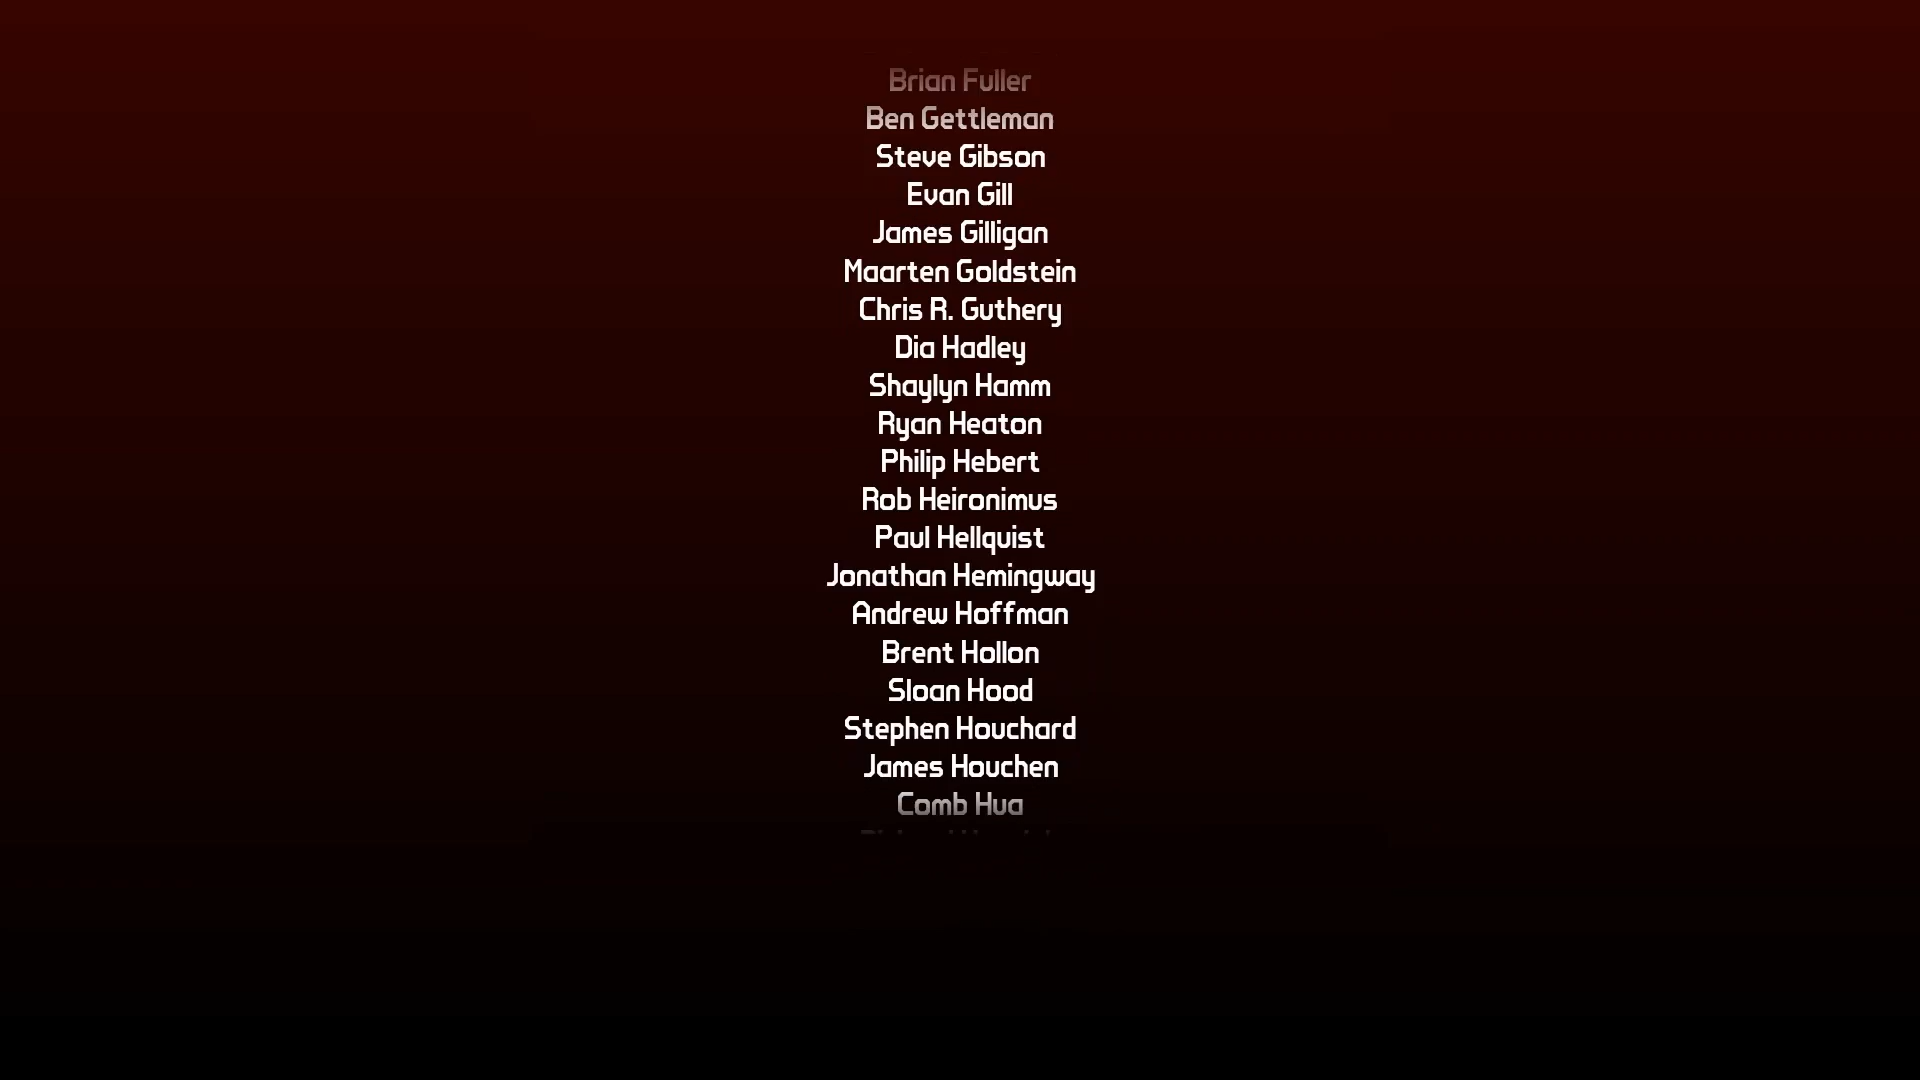 Brian Fuller
Ben Gettleman
Steve Gibson
Evan Gill
James Gilligan
Maarten Goldstein
Chris R. Guthery
Dia Hadley
Shaylyn Hamm
Ryan Heaton
Philip Hebert
Rob Heironimus
Paul Hellquist
Jonathan Hemingway
Andrew Hoffman
Brent Hollon
Sloan Hood
Stephen Houchard
James Houchen
Comb Hua